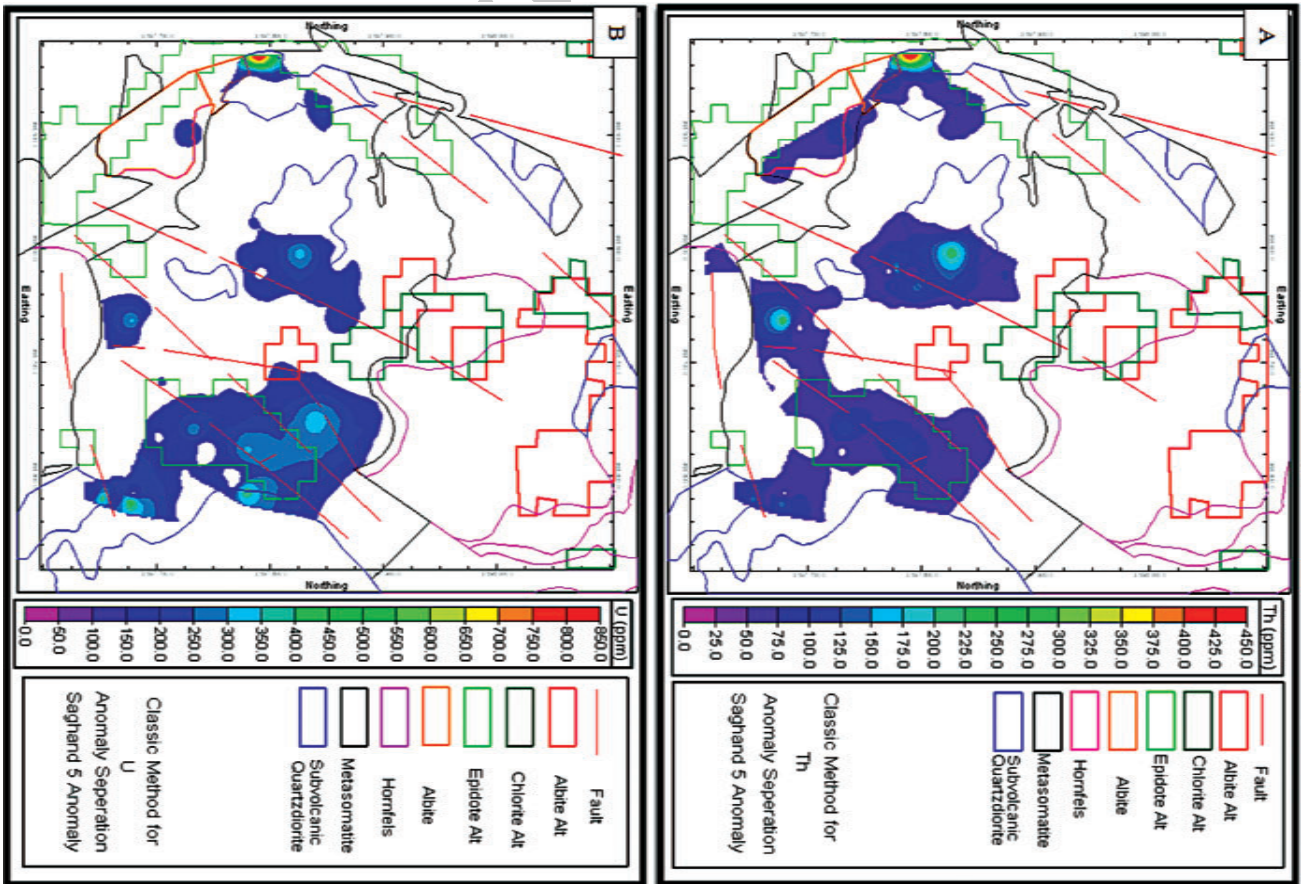 A
Northing
Easting
Easting
Northing
Th (ppm)
450.0
425.0
400.0
375.0
350.0
325.0
300.0
275.0
250.0
225.0
200.0
175.0
150.0
125.0
100.0
75.0
50.0
25.0
0.0
Fault
Albite Alt
Chlorite Alt
Epidote Alt
Albite
Hornfels
Metasomatite
Subvolcanic
Quartzdiorite
Classic Method for
Th
Anomaly Seperation
Saghand 5 Anomaly
B
Northing
Easting
Easting
Northing
U (ppm)
850.0
800.0
750.0
700.0
650.0
600.0
550.0
500.0
450.0
400.0
350.0
300.0
250.0
200.0
150.0
100.0
50.0
0.0
Fault
Albite Alt
Chlorite Alt
Epidote Alt
Albite
Hornfels
Metasomatite
Subvolcanic
Quartzdiorite
Classic Method for
U
Anomaly Seperation
Saghand 5 Anomaly